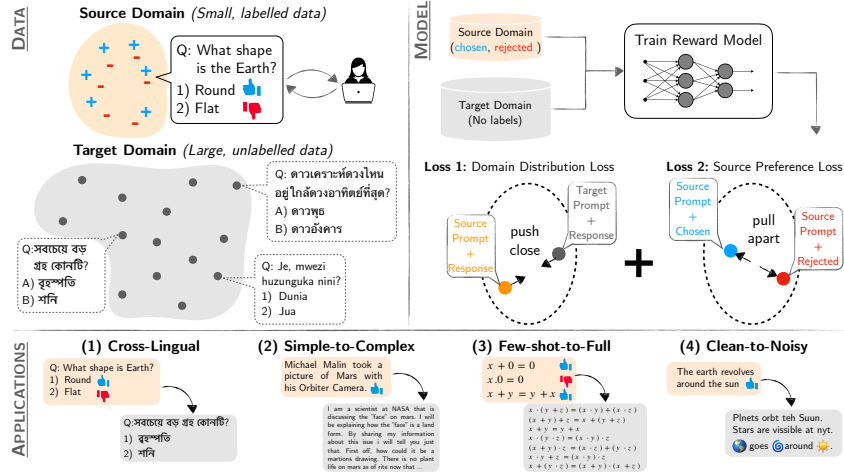 DATA
Source Domain (Small, labelled data)
Q: What shape
is the Earth?
1) Round
2) Flat
Target Domain (Large, unlabelled data)
Q: ดาวเคราะห์ดวงไหน
อยู่ใกล้ดวงอาทิตย์ที่สุด?
A) ดาวพุธ
B) ดาวอังคาร
Q:সবচেয়ে বড়
গ্রহ কোনটি?
A) বৃহস্পতি
B) শনি
Q: Je, mwezi
huzunguka nini?
1) Dunia
2) Jua
MODEL
Source Domain
(chosen, rejected)
Target Domain
(No labels)
Train Reward Model
Loss 1: Domain Distribution Loss
Source
Prompt
+
Response
push
close
Target
Prompt
+
Response
+
Loss 2: Source Preference Loss
Source
Prompt
+
Chosen
pull
apart
Source
Prompt
+
Rejected
APPLICATIONS
(1) Cross-Lingual
Q: What shape is Earth?
1) Round
2) Flat
Q:সবচেয়ে বড় গ্রহ কোনটি?
1) বৃহস্পতি
2) শনি
(2) Simple-to-Complex
Michael Malin took a
picture of Mars with
his Orbiter Camera.
I am a scientist at NASA that is
discussing the "face" on mars. I will
be explaining how the "face" is a land
form. By sharing my information
about this isue i will tell you just
that. First off, how could it be a
martions drawing. There is no plant
life on mars as of rite now that ...
(3) Few-shot-to-Full
x + 0 = 0
x.0 = 0
x + y = y + x
x · (y + z) = (x · y) + (x · z)
(x + y) + z = x + (y + z)
x + y = y + x
x · (y · z) = (x · y) · z
(x + y) · z = (x · z) + (y · z)
x · y + z = (x · y) · z
x + (y · z) = (x + y) · (x + z)
(4) Clean-to-Noisy
The earth revolves
around the sun
Plnets orbt teh Suun.
Stars are vissible at nyt.
🌎 goes 🌀around ☀️.